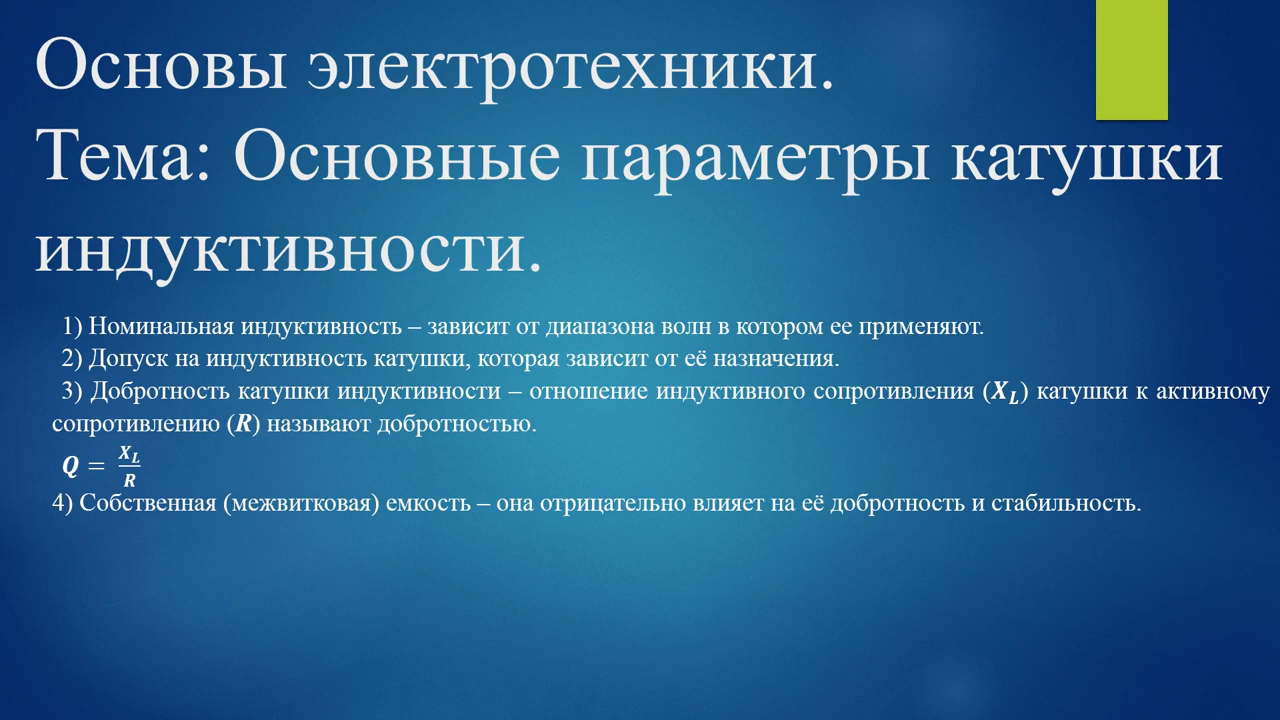 Основы электротехники.
Тема: Основные параметры катушки
индуктивности.
1) Номинальная индуктивность – зависит от диапазона волн в котором ее применяют.
2) Допуск на индуктивность катушки, которая зависит от её назначения.
3) Добротность катушки индуктивности – отношение индуктивного сопротивления (X_L) катушки к активному
сопротивлению (R) называют добротностью.
Q = X_L / R
4) Собственная (межвитковая) емкость – она отрицательно влияет на её добротность и стабильность.